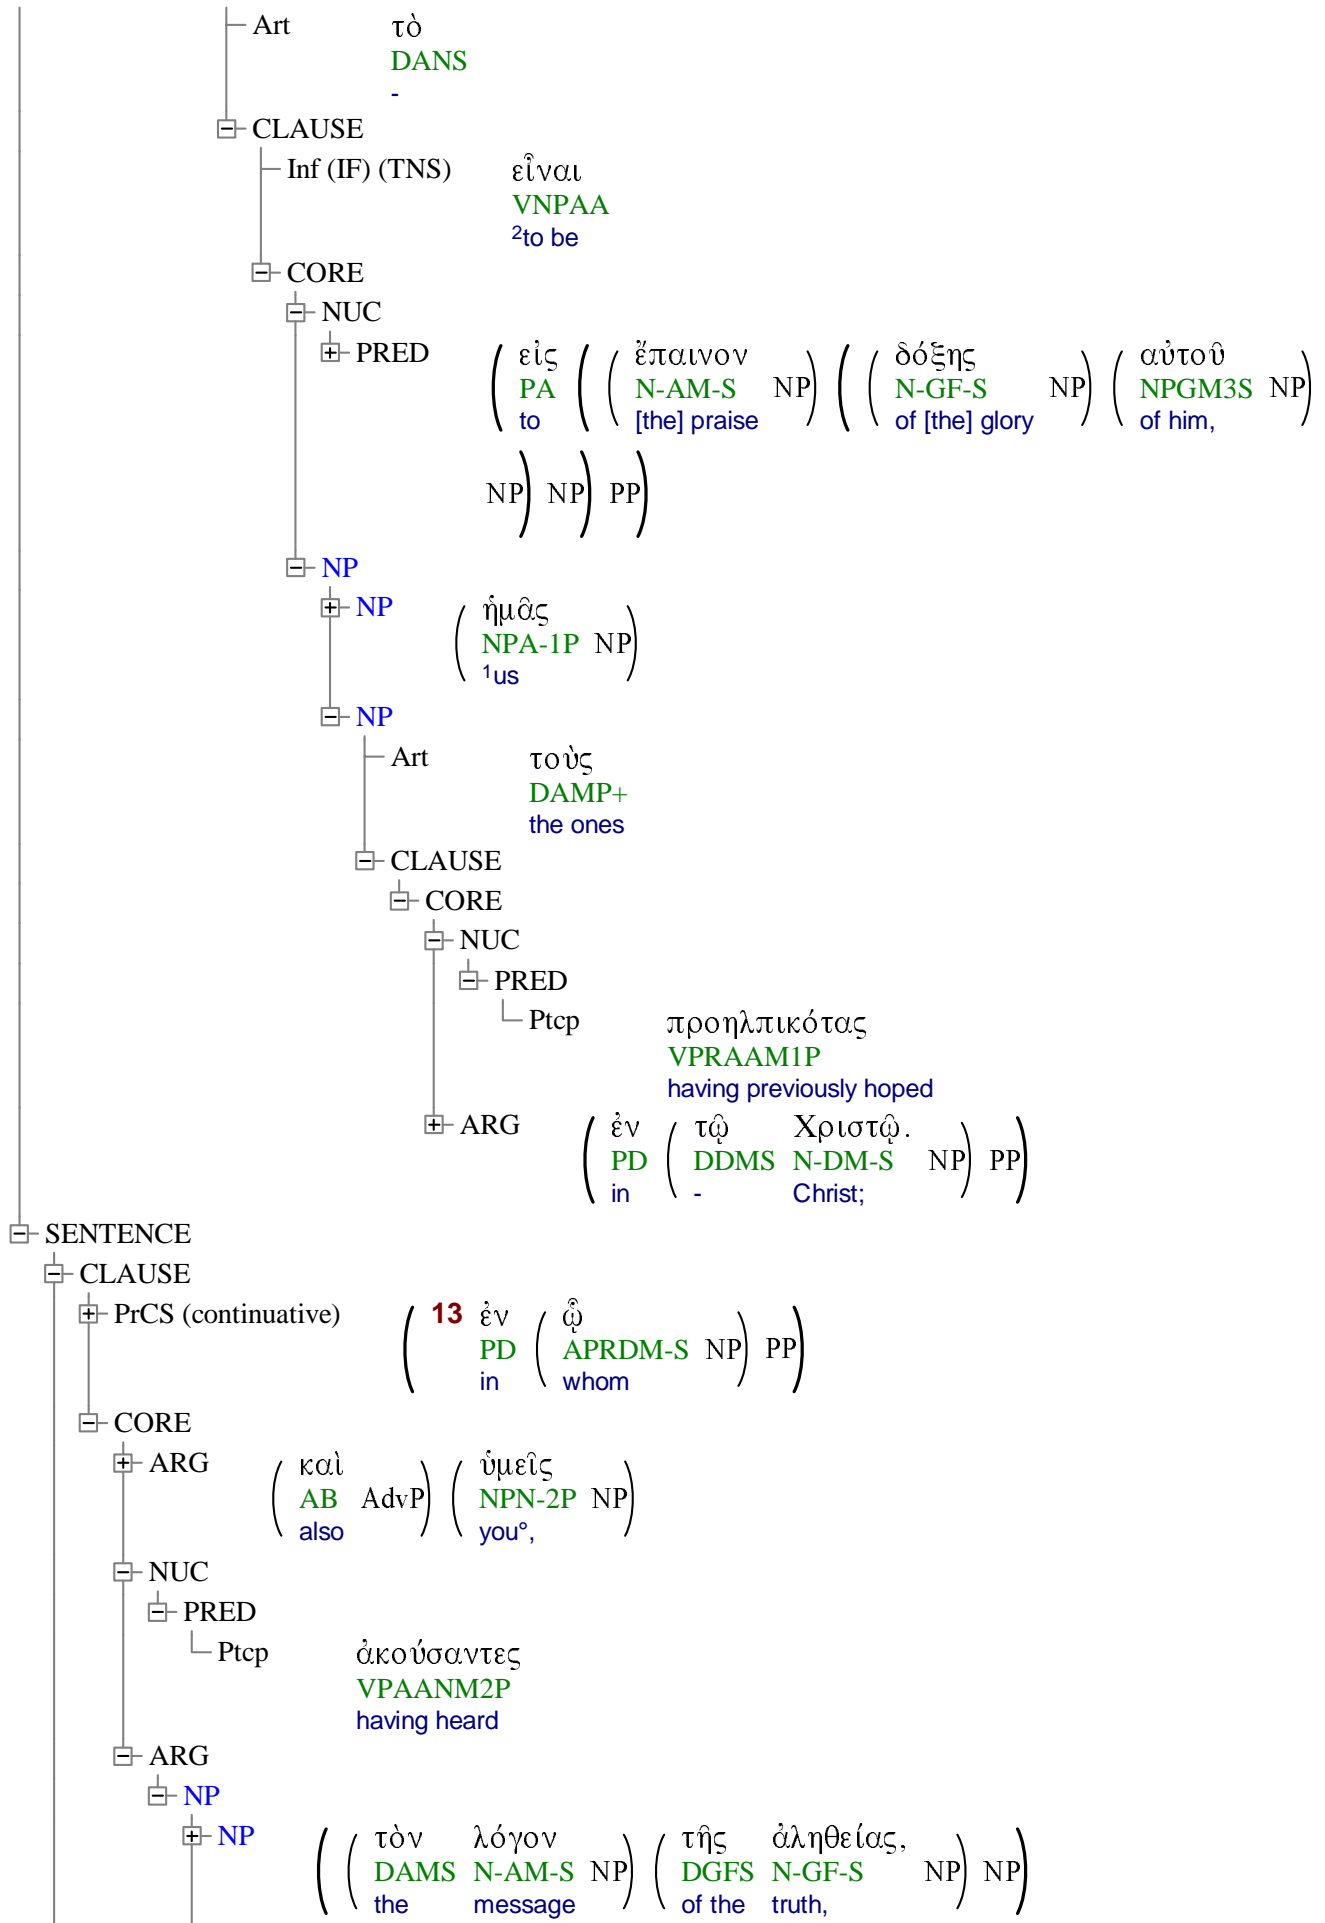 Art τὸ
DANS
-
CLAUSE
Inf (IF) (TNS) εἶναι
VNPAA
²to be
CORE
NUC
PRED ( εἰς ( ( ἔπαινον NP) ( ( δόξης NP) ( αὐτοῦ NP)
PA N-AM-S N-GF-S NPGM3S
to [the] praise of [the] glory of him,
NP) NP) PP)
NP
NP ( ἡμᾶς
NPA-1P NP)
¹us
NP
Art τοὺς
DAMP+
the ones
CLAUSE
CORE
NUC
PRED
Ptcp προηλπικότας
VPRAAM1P
having previously hoped
ARG ( ἐν ( τῷ Χριστῷ.
PD DDMS N-DM-S NP) PP)
in - Christ;
SENTENCE
CLAUSE
PrCS (continuative) ( 13 ἐν ( ᾧ
PD APRDM-S NP) PP)
in whom
CORE
ARG ( καὶ ( ὑμεῖς
AB AdvP) NPN-2P NP)
also you°,
NUC
PRED
Ptcp ἀκούσαντες
VPAANM2P
having heard
ARG
NP
NP ( ( τὸν λόγον ( τῆς ἀληθείας,
DAMS N-AM-S NP) DGFS N-GF-S NP) NP)
the message of the truth,